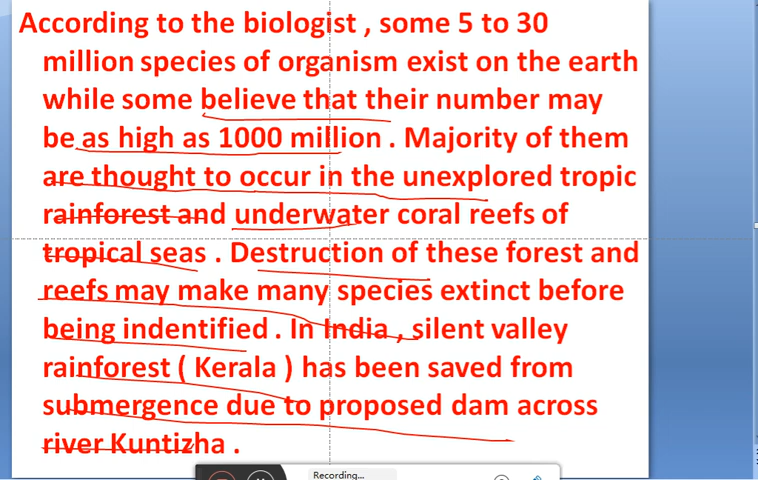 According to the biologist , some 5 to 30
million species of organism exist on the earth
while some believe that their number may
be as high as 1000 million . Majority of them
are thought to occur in the unexplored tropic
rainforest and underwater coral reefs of
tropical seas . Destruction of these forest and
reefs may make many species extinct before
being indentified . In India , silent valley
rainforest ( Kerala ) has been saved from
submergence due to proposed dam across
river Kuntizha .
Recording...